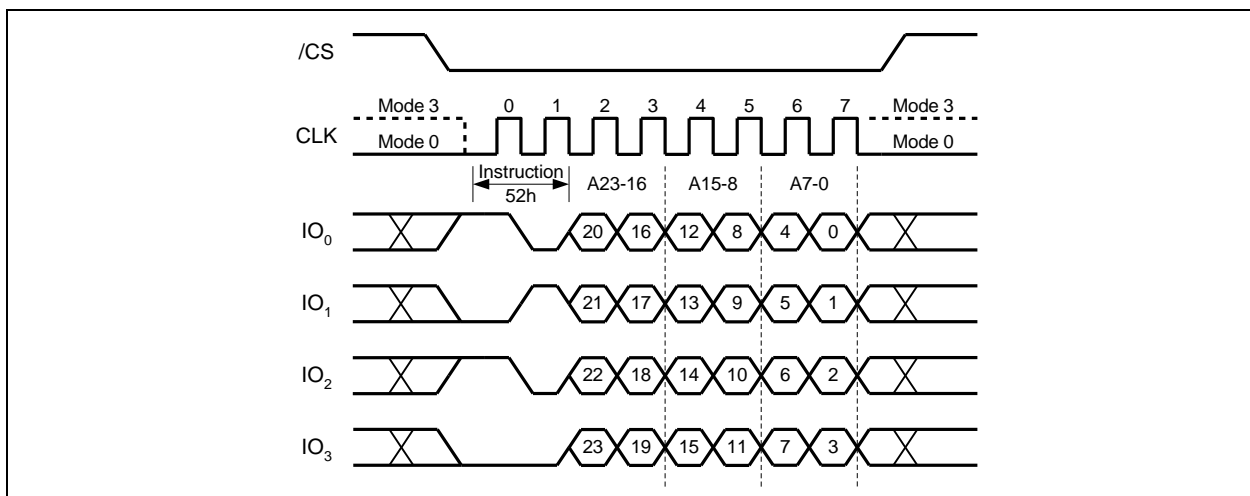 /CS
Mode 3 0 1 2 3 4 5 6 7 Mode 3
CLK Mode 0 Mode 0
Instruction A23-16 A15-8 A7-0
52h
IO0 20 16 12 8 4 0
IO1 21 17 13 9 5 1
IO2 22 18 14 10 6 2
IO3 23 19 15 11 7 3